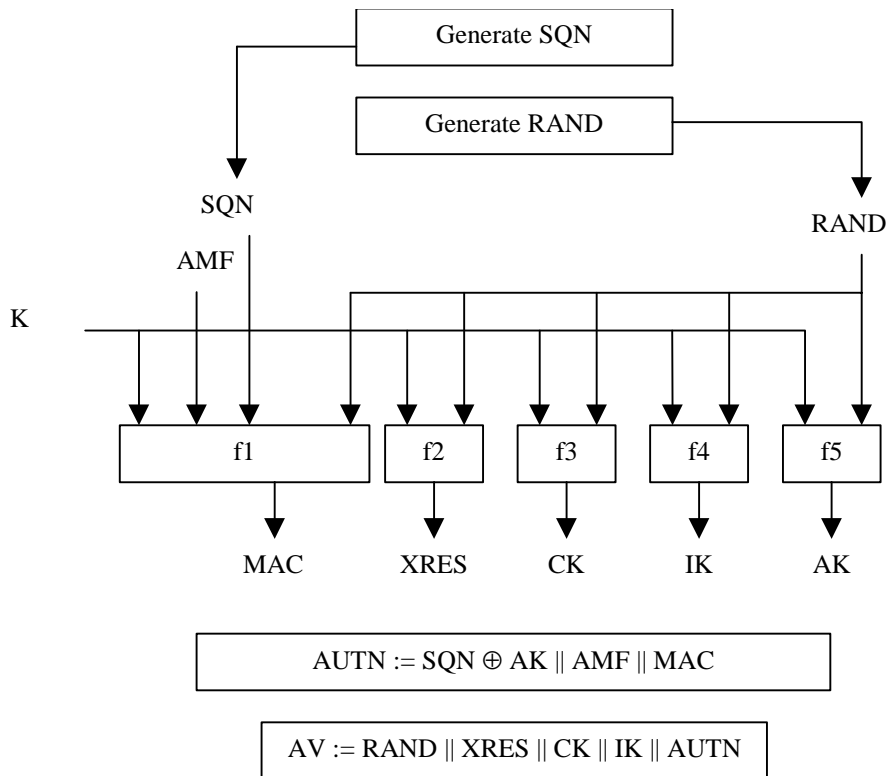 Generate SQN
Generate RAND
SQN
RAND
AMF
K
f1 f2 f3 f4 f5
MAC XRES CK IK AK
AUTN := SQN ⊕ AK || AMF || MAC
AV := RAND || XRES || CK || IK || AUTN